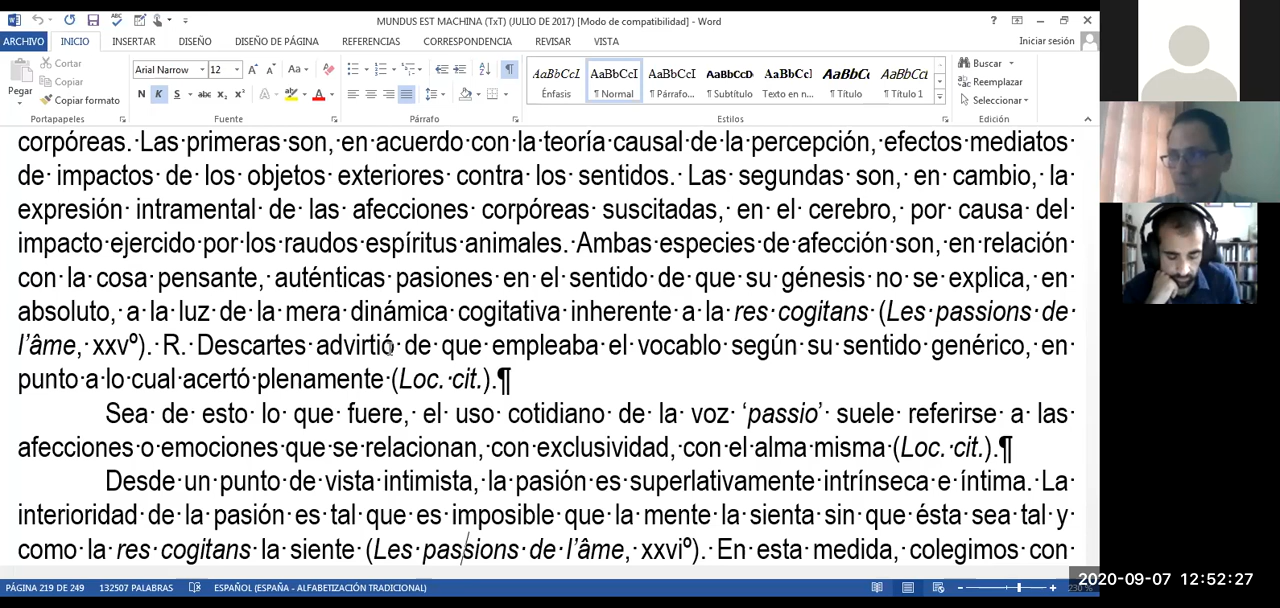 MUNDUS EST MACHINA (TxT) (JULIO DE 2017) [Modo de compatibilidad] - Word
ARCHIVO INICIO INSERTAR DISEÑO DISEÑO DE PÁGINA REFERENCIAS CORRESPONDENCIA REVISAR VISTA Iniciar sesión
Pegar
Cortar
Copiar
Copiar formato
Portapapeles
Arial Narrow 12
N K S abc x₂ x²
Fuente
Párrafo
AaBbCcI Énfasis
AaBbCcI ¶ Normal
AaBbCcI ¶ Párrafo...
AaBbCcD ¶ Subtítulo
AaBbCcl Texto en n...
AaBbC ¶ Título
AaBbCcl ¶ Título 1
Estilos
Buscar
Reemplazar
Seleccionar
Edición
corpóreas. Las primeras son, en acuerdo con la teoría causal de la percepción, efectos mediatos
de impactos de los objetos exteriores contra los sentidos. Las segundas son, en cambio, la
expresión intramental de las afecciones corpóreas suscitadas, en el cerebro, por causa del
impacto ejercido por los raudos espíritus animales. Ambas especies de afección son, en relación
con la cosa pensante, auténticas pasiones en el sentido de que su génesis no se explica, en
absoluto, a la luz de la mera dinámica cogitativa inherente a la res cogitans (Les passions de
l’âme, xxvº). R. Descartes advirtió de que empleaba el vocablo según su sentido genérico, en
punto a lo cual acertó plenamente (Loc. cit.).¶
Sea de esto lo que fuere, el uso cotidiano de la voz ‘passio’ suele referirse a las
afecciones o emociones que se relacionan, con exclusividad, con el alma misma (Loc. cit.).¶
Desde un punto de vista intimista, la pasión es superlativamente intrínseca e íntima. La
interioridad de la pasión es tal que es imposible que la mente la sienta sin que ésta sea tal y
como la res cogitans la siente (Les passions de l’âme, xxviº). En esta medida, colegimos con
PÁGINA 219 DE 249 132507 PALABRAS ESPAÑOL (ESPAÑA - ALFABETIZACIÓN TRADICIONAL) 230 %
2020-09-07 12:52:27